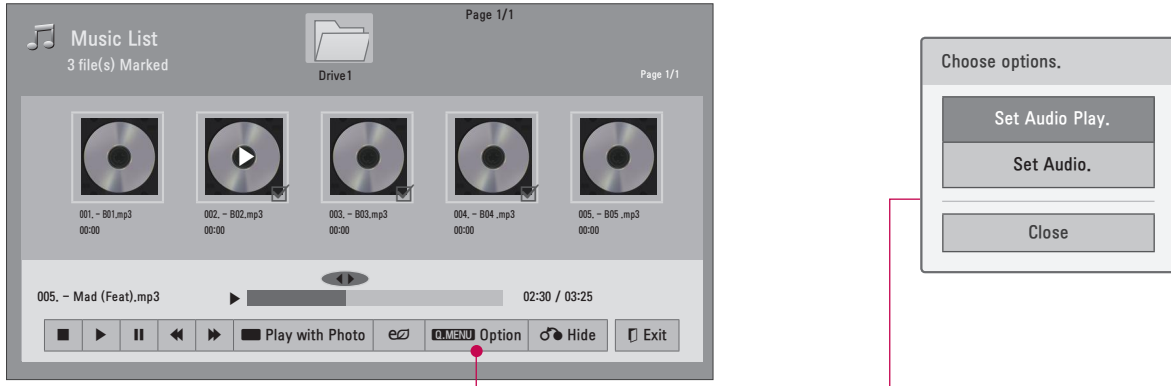 Page 1/1
Music List
3 file(s) Marked
Drive1
Page 1/1
001. - B01.mp3
00:00
002. - B02.mp3
00:00
003. - B03.mp3
00:00
004. - B04 .mp3
00:00
005. - B05 .mp3
00:00
005. - Mad (Feat).mp3
02:30 / 03:25
Play with Photo
Q.MENU Option
Hide
Exit
Choose options.
Set Audio Play.
Set Audio.
Close